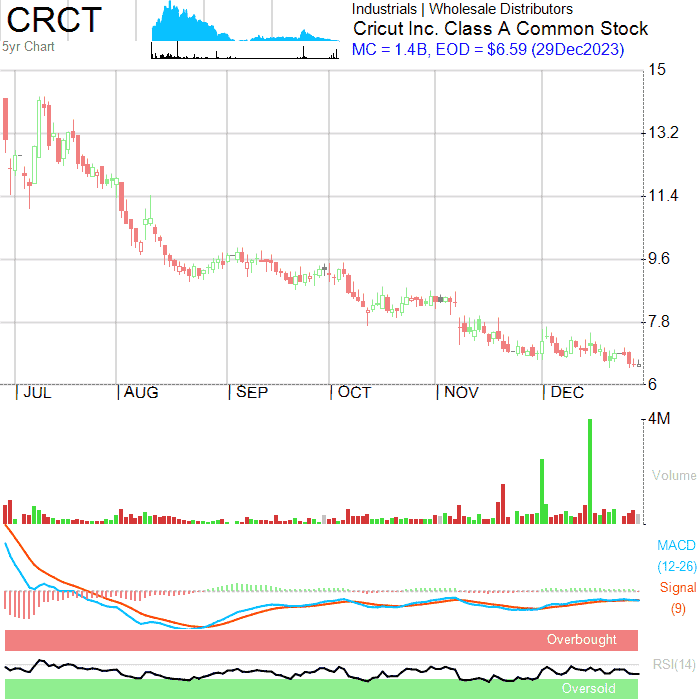 CRCT
5yr Chart
Industrials | Wholesale Distributors
Cricut Inc. Class A Common Stock
MC = 1.4B, EOD = $6.59 (29Dec2023)
15
13.2
11.4
9.6
7.8
6
|JUL |AUG |SEP |OCT |NOV |DEC
4M
Volume
MACD
(12-26)
Signal
(9)
Overbought
RSI(14)
Oversold